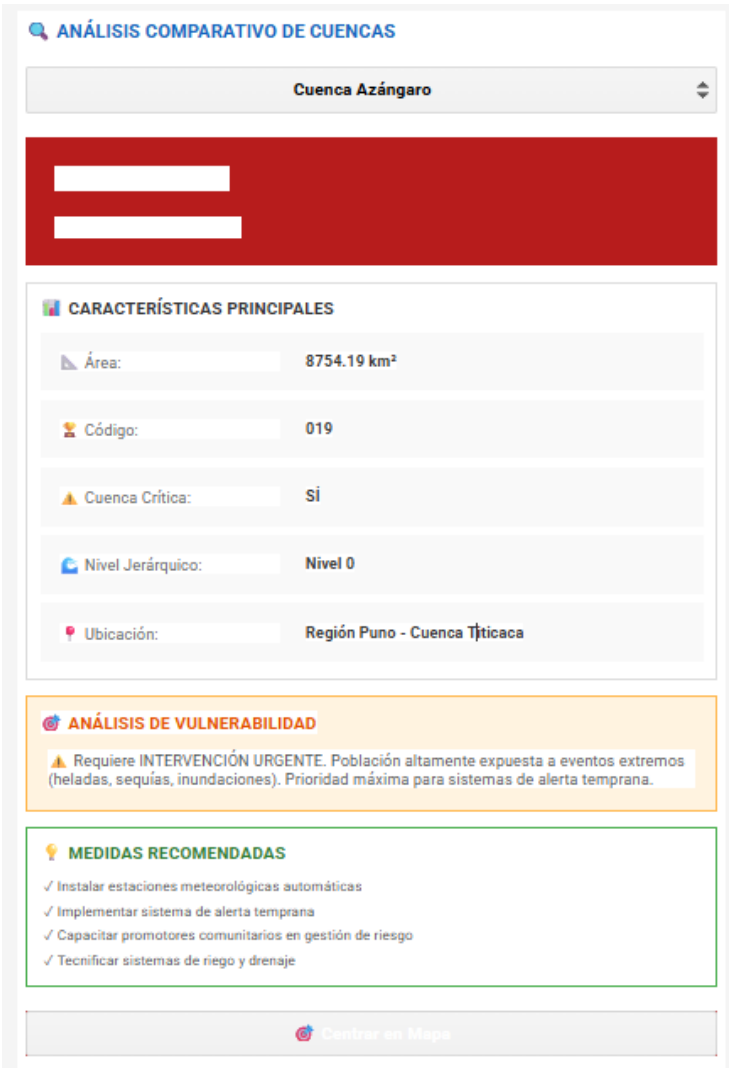 ANÁLISIS COMPARATIVO DE CUENCAS
Cuenca Azángaro
CARACTERÍSTICAS PRINCIPALES
Área: 8754.19 km²
Código: 019
Cuenca Crítica: SÍ
Nivel Jerárquico: Nivel 0
Ubicación: Región Puno - Cuenca Titicaca
ANÁLISIS DE VULNERABILIDAD
Requiere INTERVENCIÓN URGENTE. Población altamente expuesta a eventos extremos
(heladas, sequías, inundaciones). Prioridad máxima para sistemas de alerta temprana.
MEDIDAS RECOMENDADAS
✓ Instalar estaciones meteorológicas automáticas
✓ Implementar sistema de alerta temprana
✓ Capacitar promotores comunitarios en gestión de riesgo
✓ Tecnificar sistemas de riego y drenaje
Centrar en Mapa